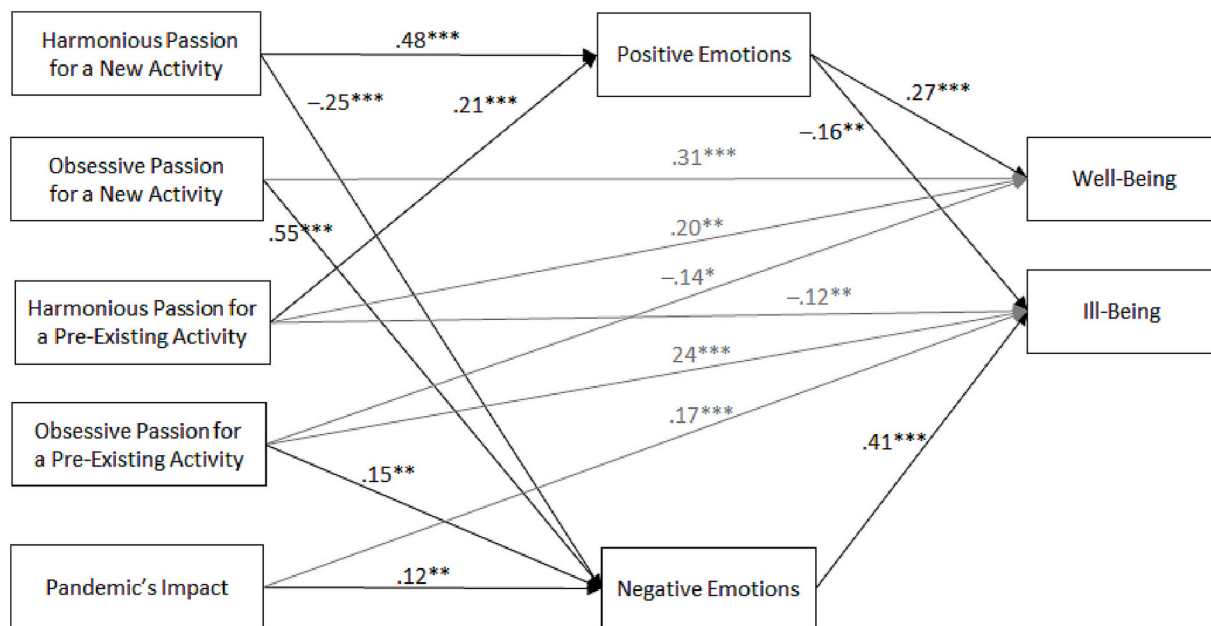 Harmonious Passion
for a New Activity
.48***
Positive Emotions
–.25***
.21***
.27***
–.16**
Obsessive Passion
for a New Activity
.31***
Well-Being
.55***
.20**
–.14*
Harmonious Passion for
a Pre-Existing Activity
–.12**
Ill-Being
24***
.17***
Obsessive Passion for
a Pre-Existing Activity
.41***
.15**
Pandemic’s Impact
.12**
Negative Emotions